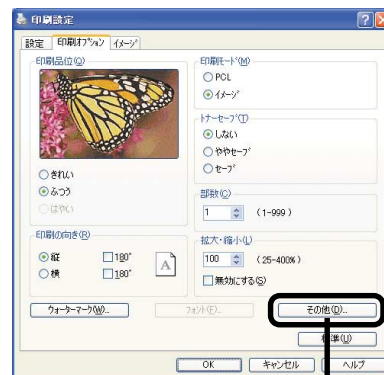 印刷設定
設定 印刷オプション イメージ
印刷品位(Q)
きれい
ふつう
はやい
印刷の向き(R)
縦 180°
横 180°
A
ウォーターマーク(W)...
印刷モード(M)
PCL
イメージ
トナーセーブ(T)
しない
ややセーブ
セーブ
部数(C)
1 (1-999)
拡大・縮小(L)
100 (25-400%)
無効にする(S)
フォント(F)...
その他(D)...
標準(U)
OK キャンセル ヘルプ